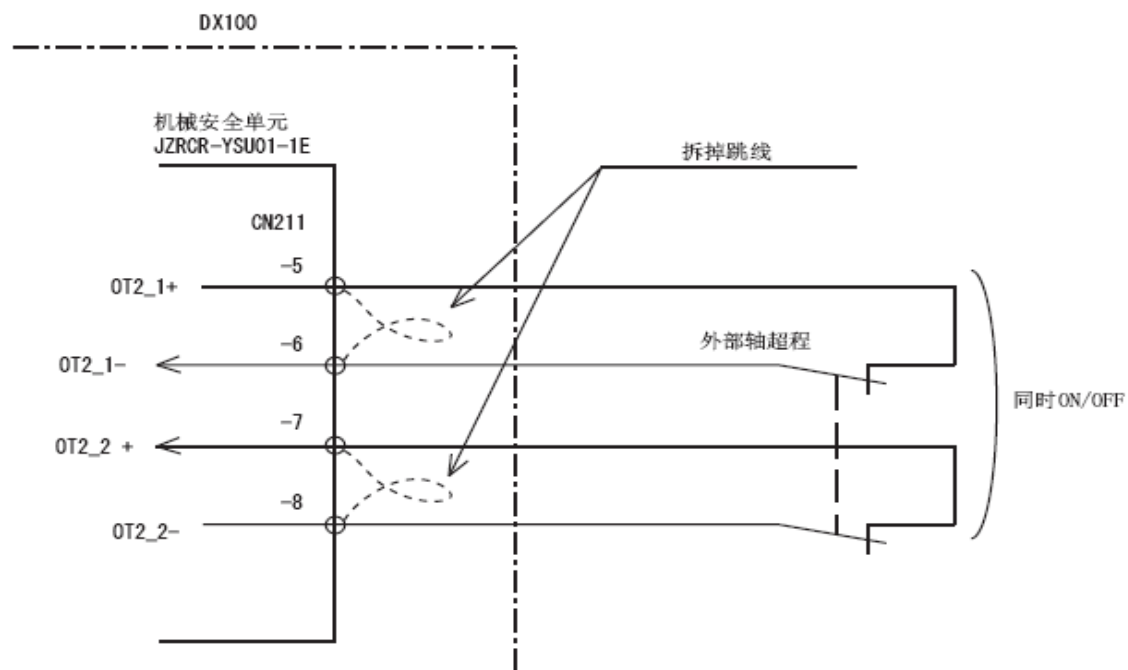 DX100
机械安全单元
JZRCR-YSU01-1E
拆掉跳线
CN211
-5
OT2_1+
-6
外部轴超程
OT2_1-
同时ON/OFF
-7
OT2_2 +
-8
OT2_2-